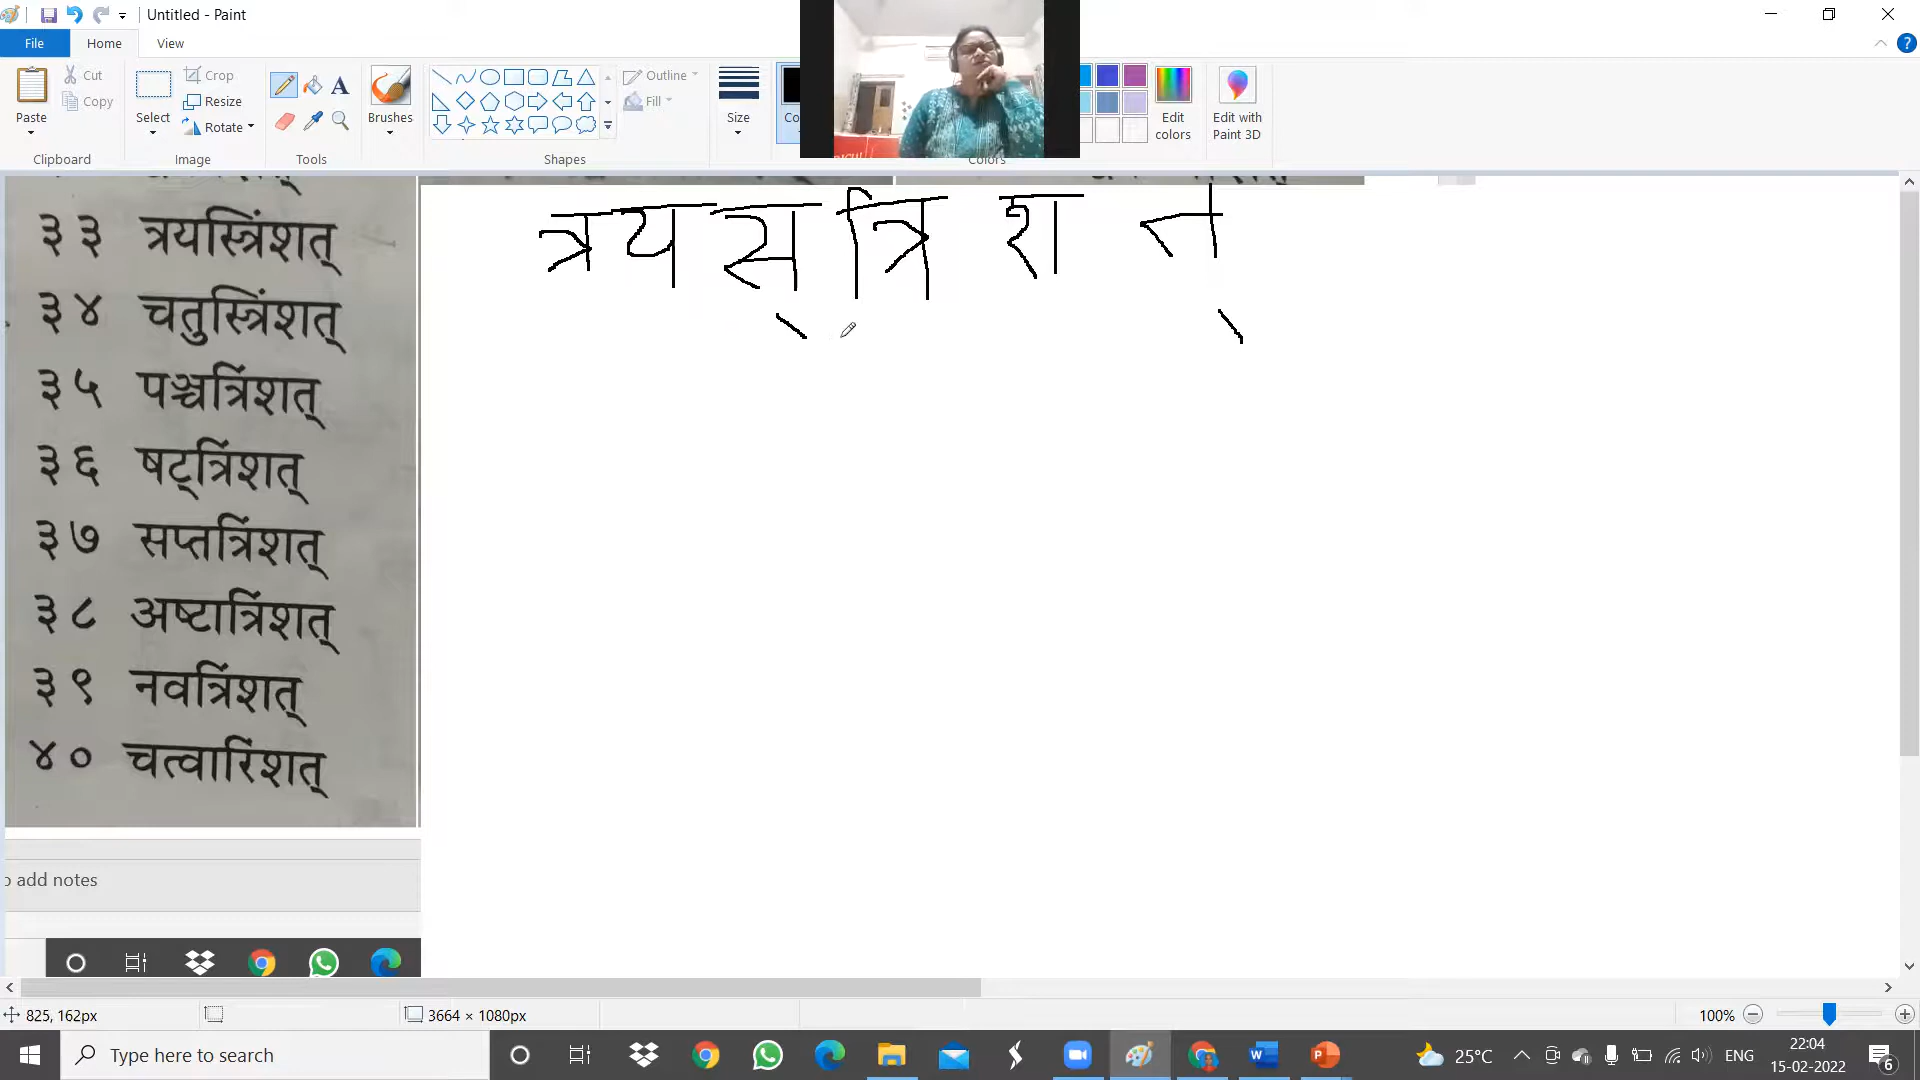 Untitled - Paint
File Home View
Paste
Cut
Copy
Clipboard
Select
Crop
Resize
Rotate
Image
Tools
Brushes
Shapes
Outline
Fill
Size
Co
Colors
Edit colors
Edit with Paint 3D
३३ त्रयस्त्रिंशत्
३४ चतुस्त्रिंशत्
३५ पञ्चत्रिंशत्
३६ षट्त्रिंशत्
३७ सप्तत्रिंशत्
३८ अष्टात्रिंशत्
३९ नवत्रिंशत्
४० चत्वारिंशत्
त्रयस् त्रि श त्
o add notes
825, 162px
3664 × 1080px
100%
Type here to search
25°C
ENG
22:04
15-02-2022
6